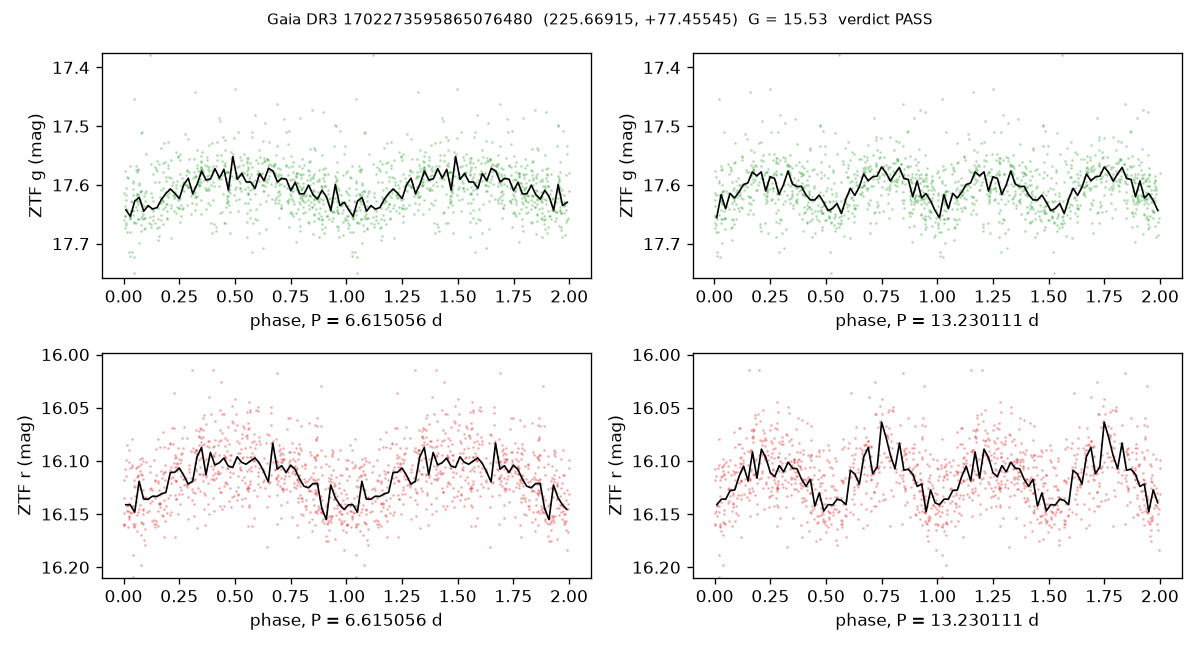 Gaia DR3 1702273595865076480 (225.66915, +77.45545) G = 15.53 verdict PASS
17.4
17.5
17.6
17.7
ZTF g (mag)
0.00 0.25 0.50 0.75 1.00 1.25 1.50 1.75 2.00
phase, P = 6.615056 d
17.4
17.5
17.6
17.7
ZTF g (mag)
0.00 0.25 0.50 0.75 1.00 1.25 1.50 1.75 2.00
phase, P = 13.230111 d
16.00
16.05
16.10
16.15
16.20
ZTF r (mag)
0.00 0.25 0.50 0.75 1.00 1.25 1.50 1.75 2.00
phase, P = 6.615056 d
16.00
16.05
16.10
16.15
16.20
ZTF r (mag)
0.00 0.25 0.50 0.75 1.00 1.25 1.50 1.75 2.00
phase, P = 13.230111 d